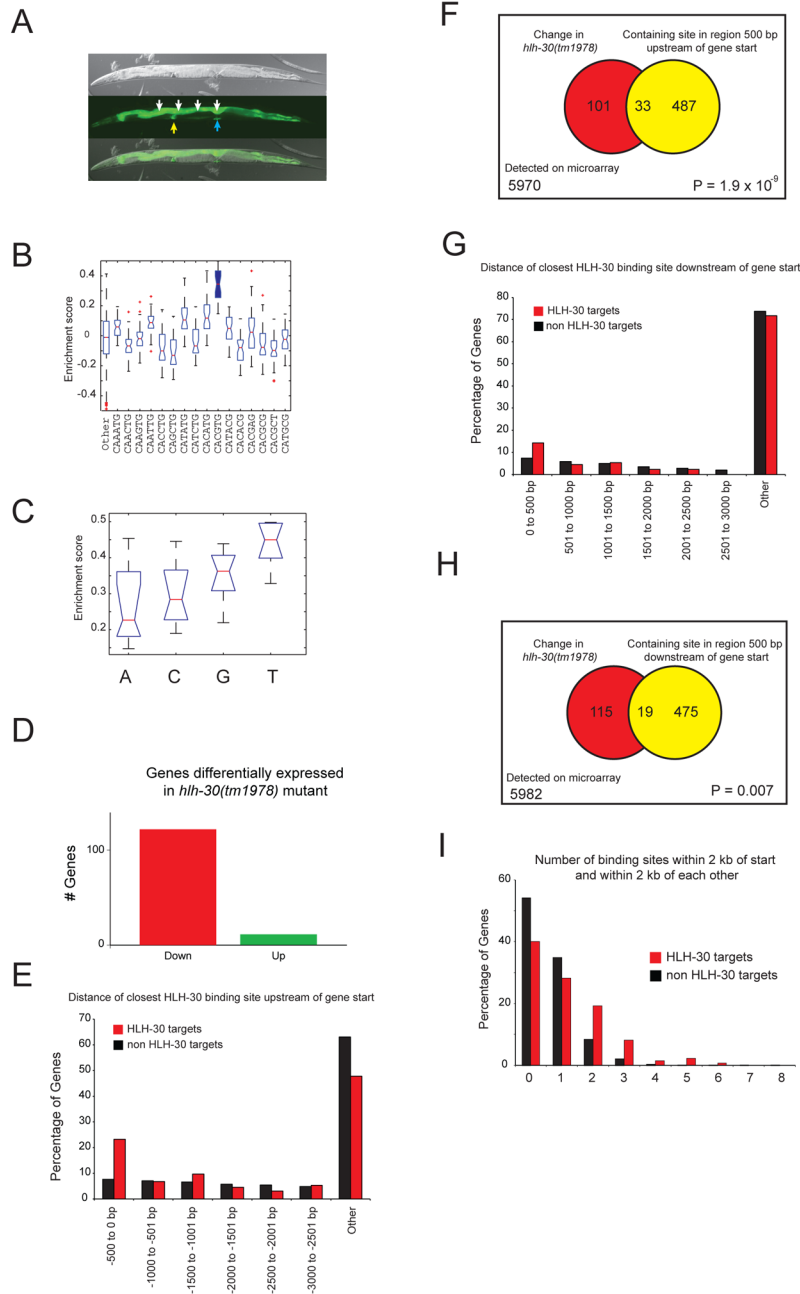 A
B
0.4
0.2
0
-0.2
-0.4
Enrichment score
Other
CAAATG
CAACTG
CAAGTG
CAATTG
CACCTG
CAGCTG
CATATG
CATCTG
CACATG
CACGTG
CATACG
CACACG
CACGAG
CACGCG
CACGCT
CATGCG
C
0.5
0.4
0.3
0.2
Enrichment score
A C G T
D
Genes differentially expressed
in hlh-30(tm1978) mutant
# Genes
100
0
Down Up
E
Distance of closest HLH-30 binding site upstream of gene start
HLH-30 targets
non HLH-30 targets
Percentage of Genes
70
60
50
40
30
20
10
0
-500 to 0 bp
-1000 to -501 bp
-1500 to -1001 bp
-2000 to -1501 bp
-2500 to -2001 bp
-3000 to -2501 bp
Other
F
Change in
hlh-30(tm1978)
Containing site in region 500 bp
upstream of gene start
101 33 487
Detected on microarray
5970
P = 1.9 x 10-9
G
Distance of closest HLH-30 binding site downstream of gene start
HLH-30 targets
non HLH-30 targets
Percentage of Genes
80
70
60
50
40
30
20
10
0
0 to 500 bp
501 to 1000 bp
1001 to 1500 bp
1501 to 2000 bp
2001 to 2500 bp
2501 to 3000 bp
Other
H
Change in
hlh-30(tm1978)
Containing site in region 500 bp
downstream of gene start
115 19 475
Detected on microarray
5982
P = 0.007
I
Number of binding sites within 2 kb of start
and within 2 kb of each other
HLH-30 targets
non HLH-30 targets
Percentage of Genes
60
40
20
0
0 1 2 3 4 5 6 7 8